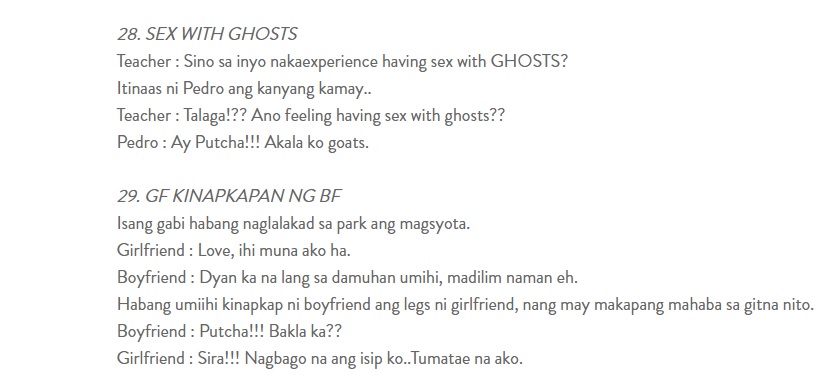 28. SEX WITH GHOSTS
Teacher : Sino sa inyo nakaexperience having sex with GHOSTS?
Itinaas ni Pedro ang kanyang kamay..
Teacher : Talaga!?? Ano feeling having sex with ghosts??
Pedro : Ay Putcha!!! Akala ko goats.
29. GF KINAPKAPAN NG BF
Isang gabi habang naglalakad sa park ang magsyota.
Girlfriend : Love, ihi muna ako ha.
Boyfriend : Dyan ka na lang sa damuhan umihi, madilim naman eh.
Habang umiihi kinapkap ni boyfriend ang legs ni girlfriend, nang may makapang mahaba sa gitna nito.
Boyfriend : Putcha!!! Bakla ka??
Girlfriend : Sira!!! Nagbago na ang isip ko..Tumatae na ako.